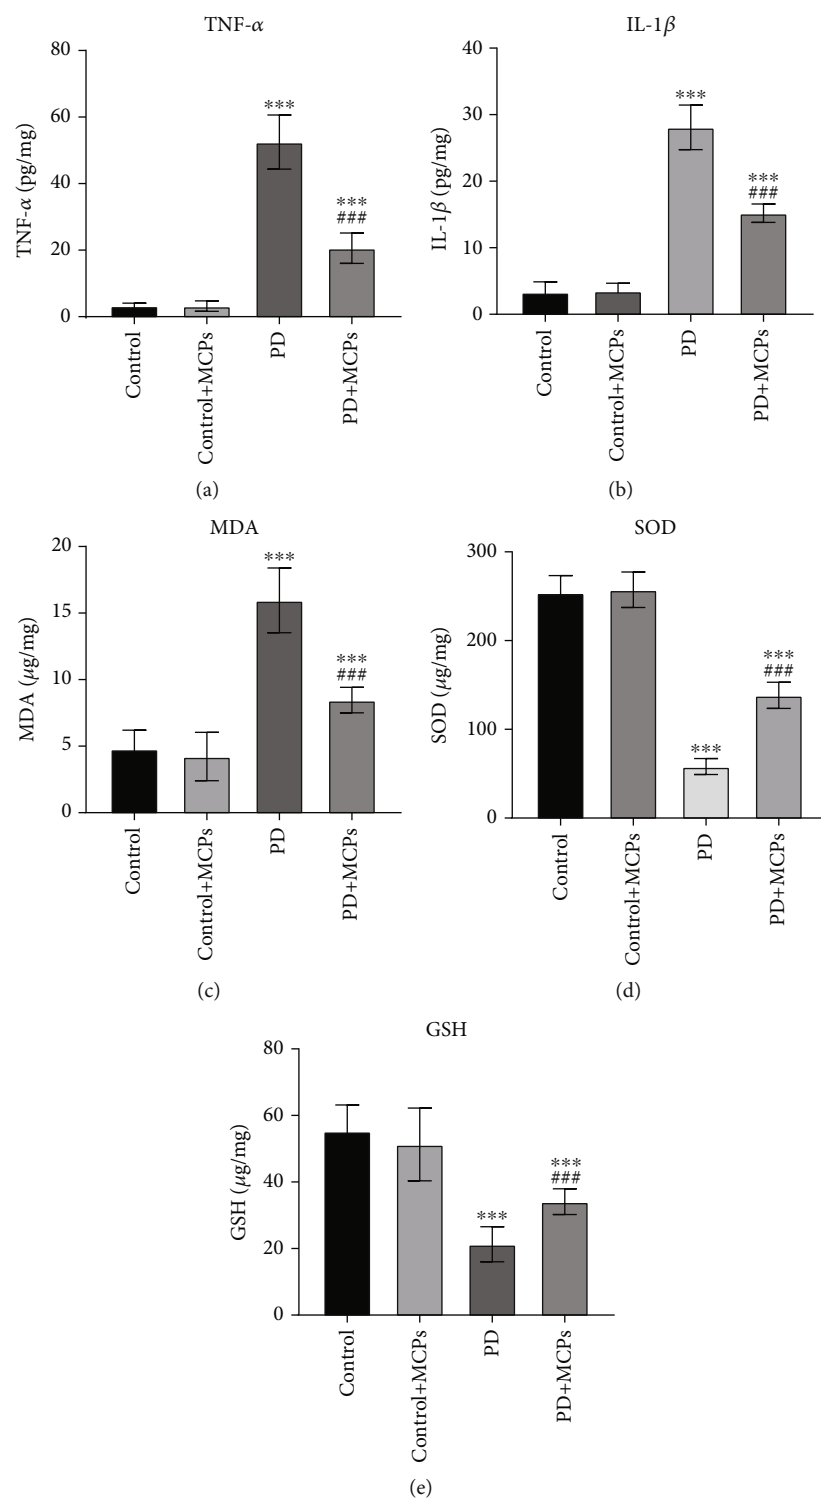 TNF-α
TNF-α (pg/mg)
80
60
40
20
0
***
***
###
Control
Control+MCPs
PD
PD+MCPs
(a)
IL-1β
IL-1β (pg/mg)
40
30
20
10
0
***
***
###
Control
Control+MCPs
PD
PD+MCPs
(b)
MDA
MDA (μg/mg)
20
15
10
5
0
***
***
###
Control
Control+MCPs
PD
PD+MCPs
(c)
SOD
SOD (μg/mg)
300
200
100
0
***
***
###
Control
Control+MCPs
PD
PD+MCPs
(d)
GSH
GSH (μg/mg)
80
60
40
20
0
***
***
###
Control
Control+MCPs
PD
PD+MCPs
(e)